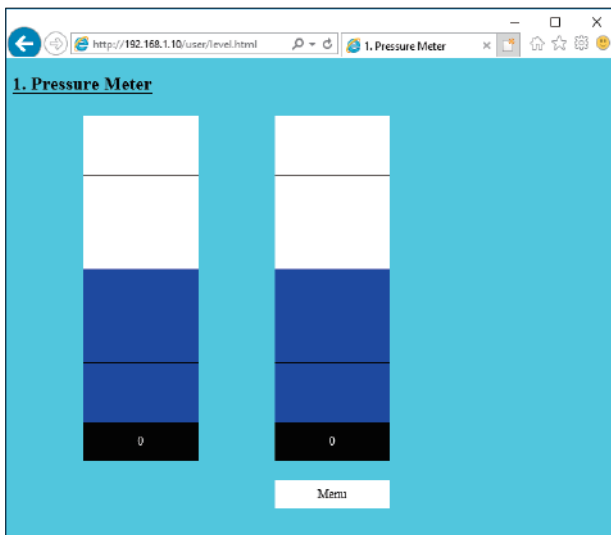 http://192.168.1.10/user/level.html
1. Pressure Meter
1. Pressure Meter
0
0
Menu